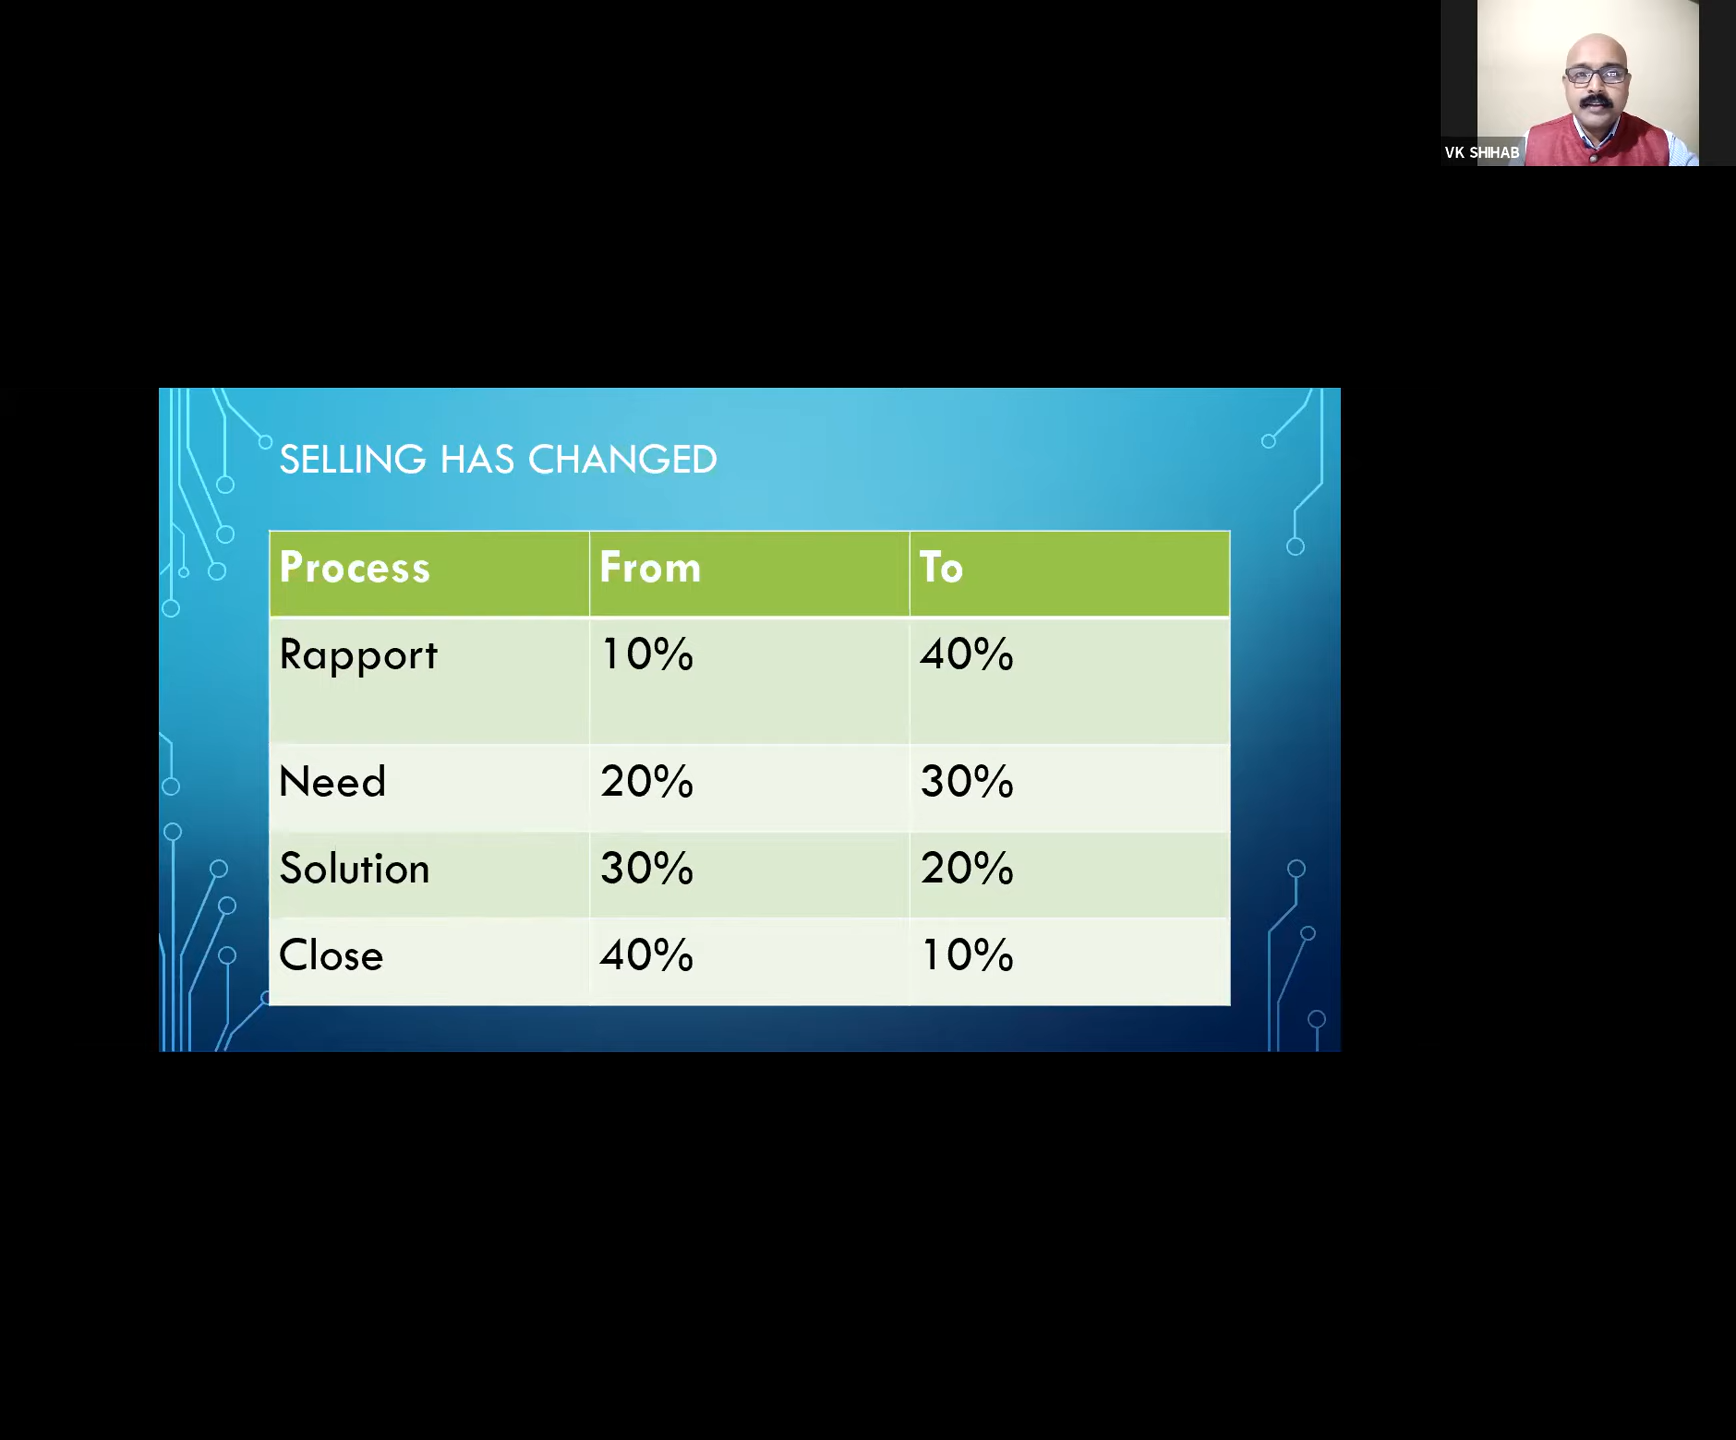 VK SHIHAB
SELLING HAS CHANGED
Process From To
Rapport 10% 40%
Need 20% 30%
Solution 30% 20%
Close 40% 10%